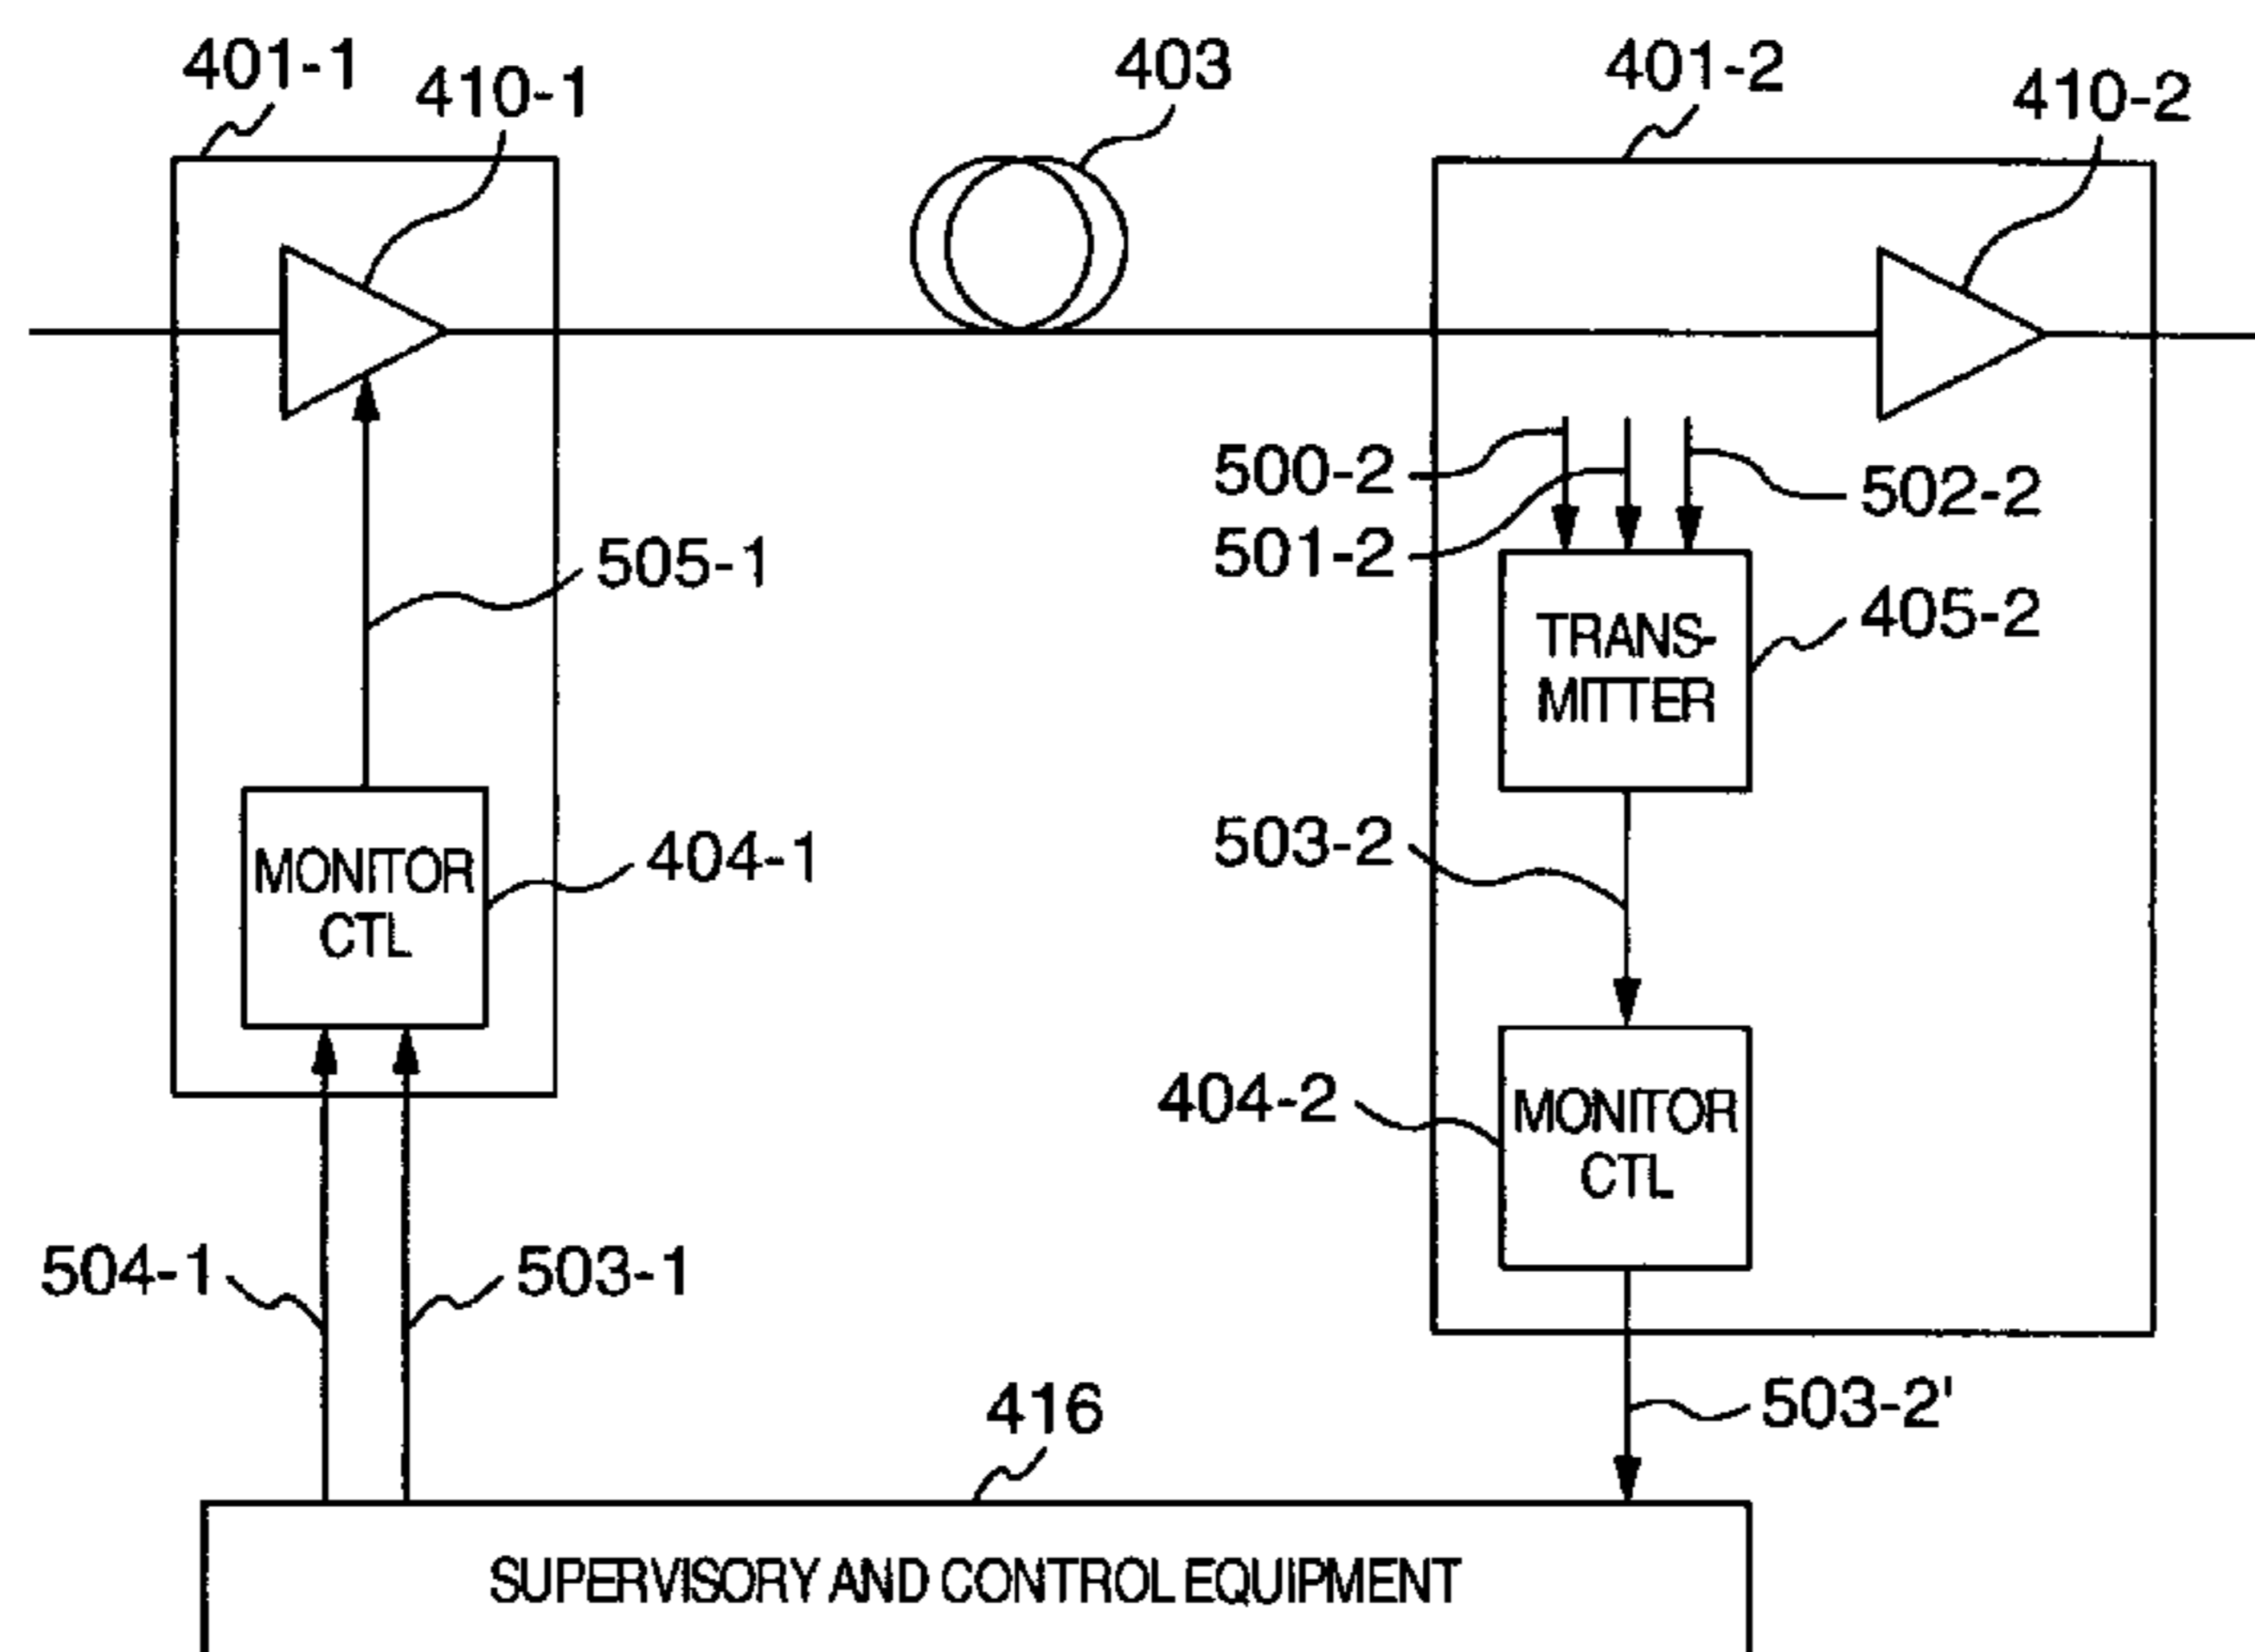 401-1
410-1
403
401-2
410-2
500-2
502-2
501-2
505-1
405-2
TRANS-
MITTER
503-2
404-1
MONITOR
CTL
404-2
MONITOR
CTL
504-1
503-1
416
503-2'
SUPERVISORY AND CONTROL EQUIPMENT